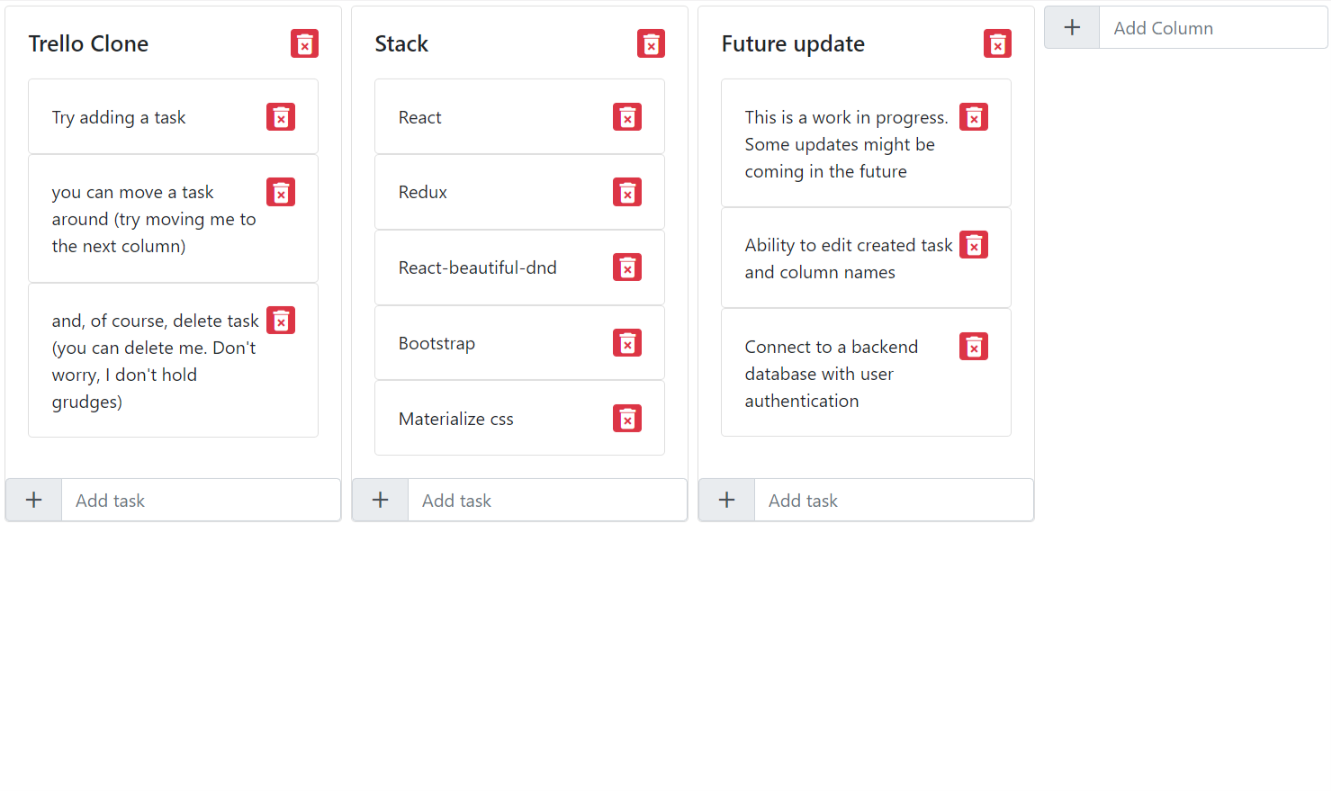 Trello Clone
Try adding a task
you can move a task
around (try moving me to
the next column)
and, of course, delete task
(you can delete me. Don't
worry, I don't hold
grudges)
Add task
Stack
React
Redux
React-beautiful-dnd
Bootstrap
Materialize css
Add task
Future update
This is a work in progress.
Some updates might be
coming in the future
Ability to edit created task
and column names
Connect to a backend
database with user
authentication
Add task
Add Column